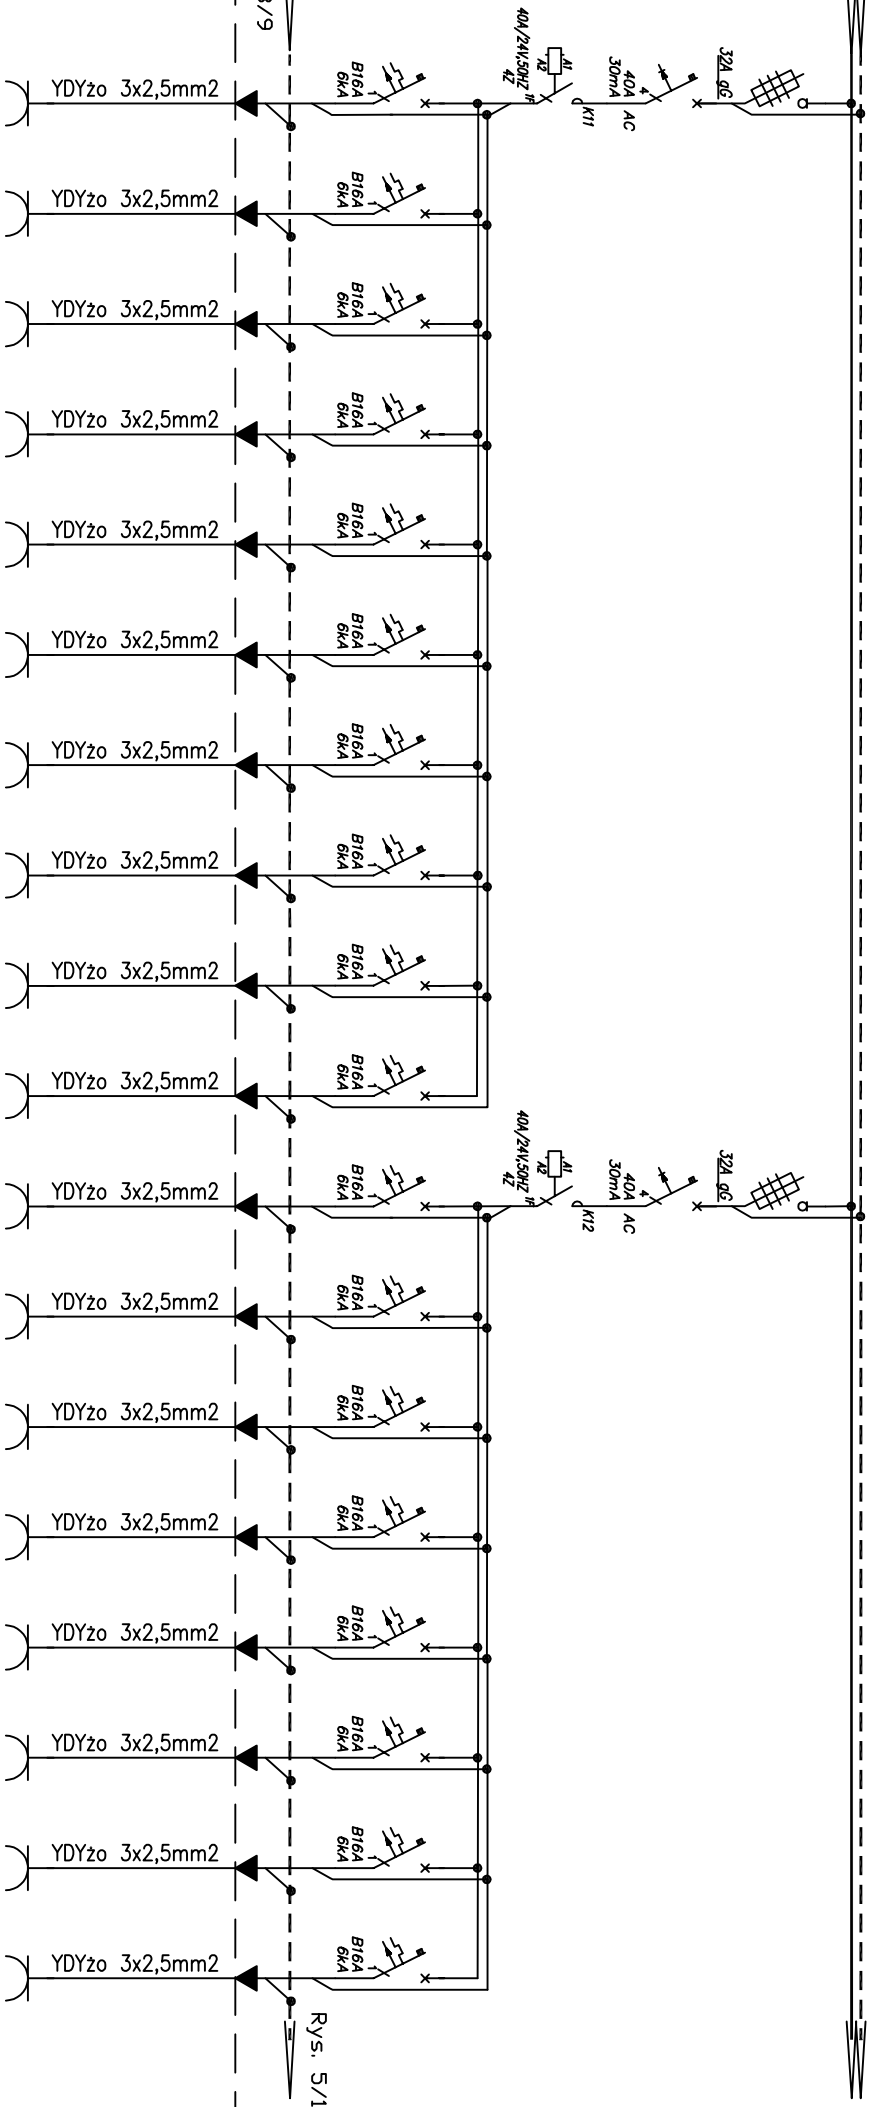 /9
YDYżo 3x2,5mm2
B16A
6kA
40A/24V,50HZ
4Z
1F
A1
A2
K11
40A AC
30mA
4
32A gG
YDYżo 3x2,5mm2
B16A
6kA
YDYżo 3x2,5mm2
B16A
6kA
YDYżo 3x2,5mm2
B16A
6kA
YDYżo 3x2,5mm2
B16A
6kA
YDYżo 3x2,5mm2
B16A
6kA
YDYżo 3x2,5mm2
B16A
6kA
YDYżo 3x2,5mm2
B16A
6kA
YDYżo 3x2,5mm2
B16A
6kA
YDYżo 3x2,5mm2
B16A
6kA
YDYżo 3x2,5mm2
B16A
6kA
40A/24V,50HZ
4Z
1F
A1
A2
K12
40A AC
30mA
4
32A gG
YDYżo 3x2,5mm2
B16A
6kA
YDYżo 3x2,5mm2
B16A
6kA
YDYżo 3x2,5mm2
B16A
6kA
YDYżo 3x2,5mm2
B16A
6kA
YDYżo 3x2,5mm2
B16A
6kA
YDYżo 3x2,5mm2
B16A
6kA
YDYżo 3x2,5mm2
B16A
6kA
Rys. 5/1